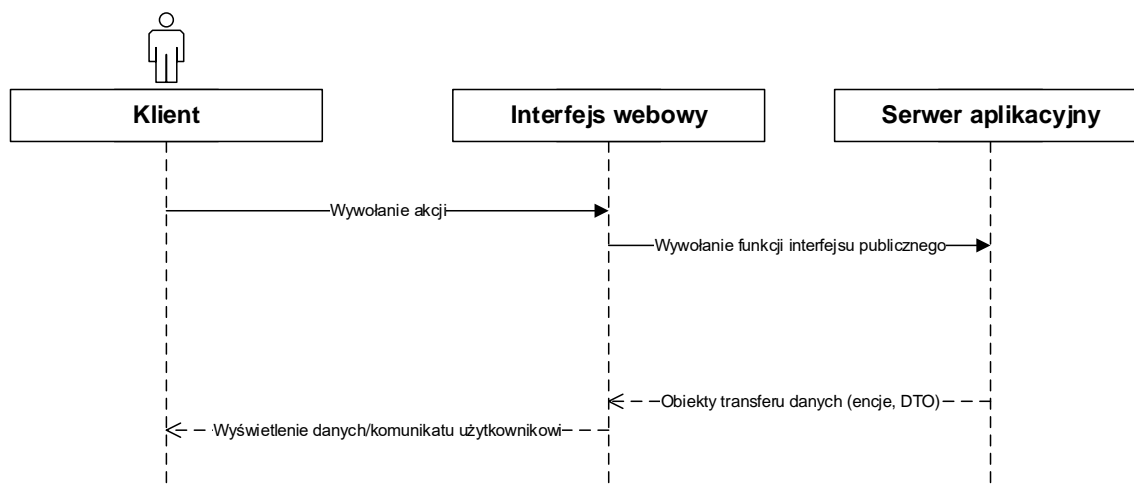 Klient
Interfejs webowy
Serwer aplikacyjny
Wywołanie akcji
Wywołanie funkcji interfejsu publicznego
Obiekty transferu danych (encje, DTO)
Wyświetlenie danych/komunikatu użytkownikowi